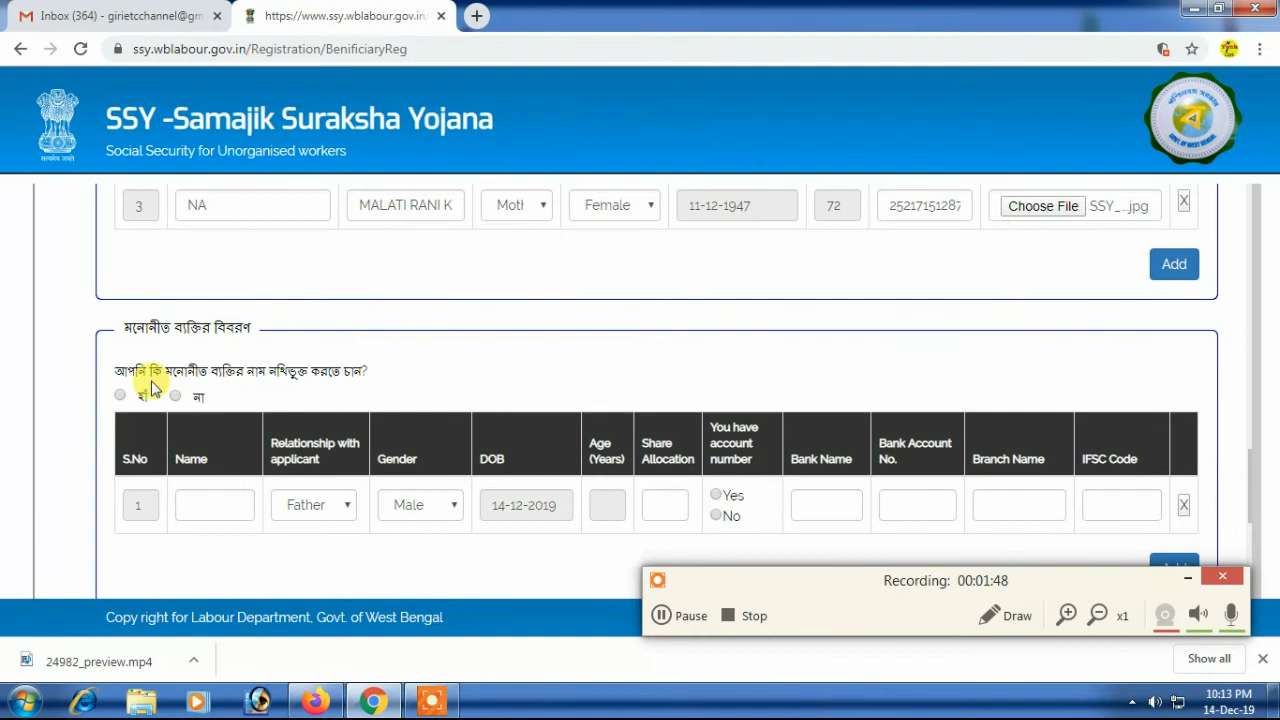 Inbox (364) - girietcchannel@gm
https://www.ssy.wblabour.gov.in/
ssy.wblabour.gov.in/Registration/BenificiaryReg
SSY -Samajik Suraksha Yojana
Social Security for Unorganised workers
3 NA MALATI RANI K Moth Female 11-12-1947 72 25217151287 Choose File SSY_...jpg X
Add
মনোনীত ব্যক্তির বিবরণ
আপনি কি মনোনীত ব্যক্তির নাম নথিভুক্ত করতে চান?
হ্যাঁ না
S.No Name Relationship with applicant Gender DOB Age (Years) Share Allocation You have account number Bank Name Bank Account No. Branch Name IFSC Code
1 Father Male 14-12-2019 Yes No X
Recording: 00:01:48
Pause Stop Draw x1
Copy right for Labour Department, Govt. of West Bengal
24982_preview.mp4
Show all
10:13 PM
14-Dec-19